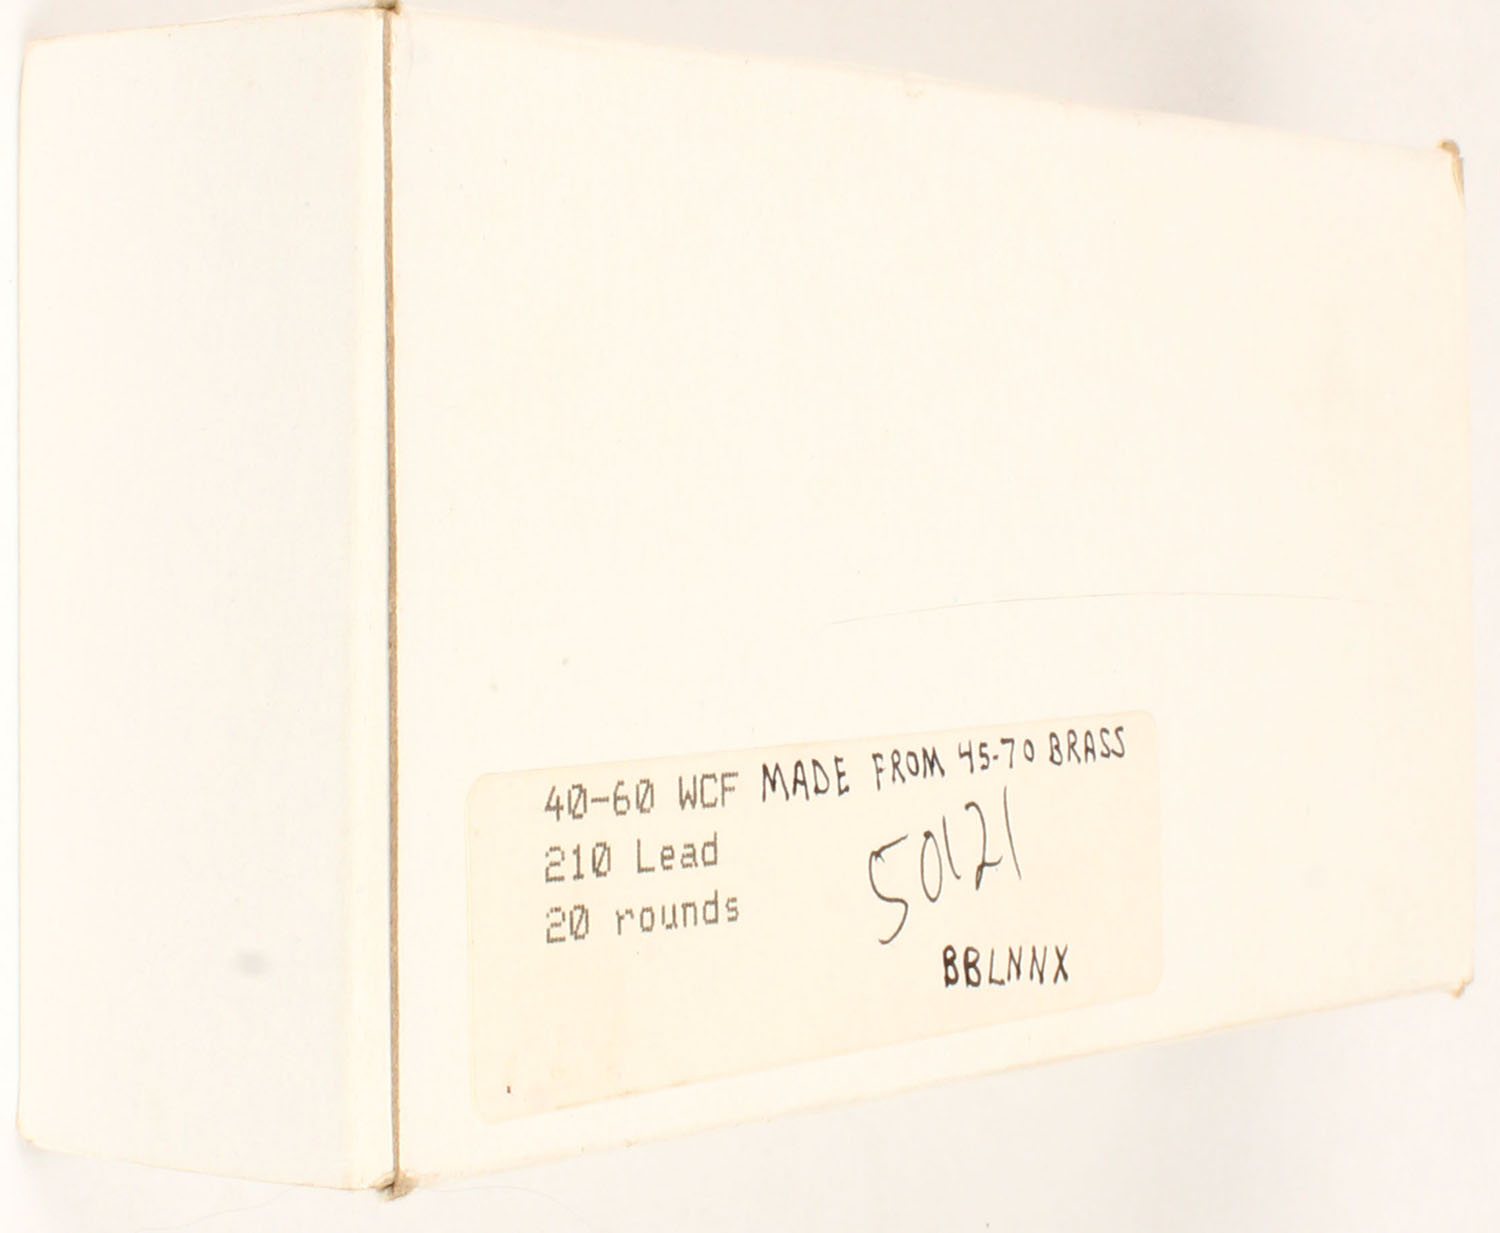 40-60 WCF MADE FROM 45-70 BRASS
210 Lead
50121
20 rounds
BBLNNX